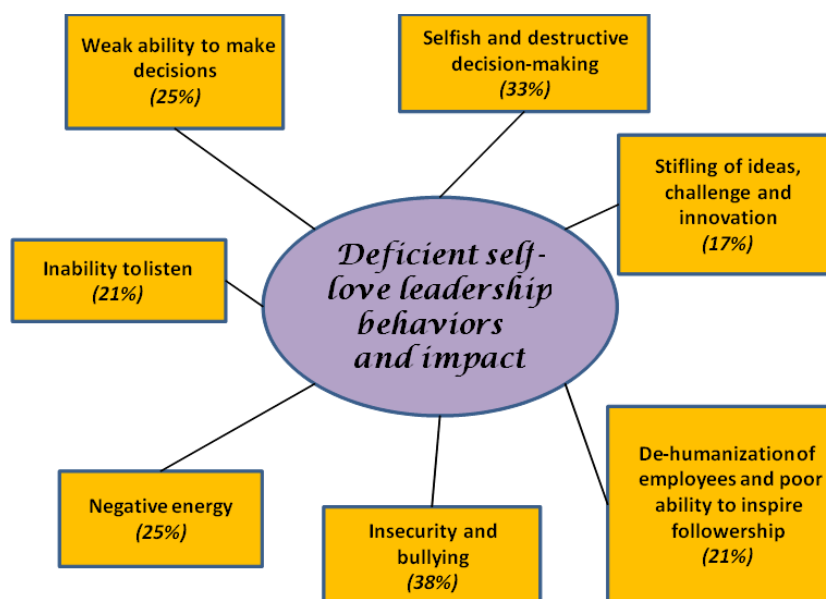 Weak ability to make
decisions
(25%)
Selfish and destructive
decision-making
(33%)
Stifling of ideas,
challenge and
innovation
(17%)
Inability tolisten
(21%)
Deficient self-
love leadership
behaviors
and impact
De-humanization of
employees and poor
ability to inspire
followership
(21%)
Negative energy
(25%)
Insecurity and
bullying
(38%)